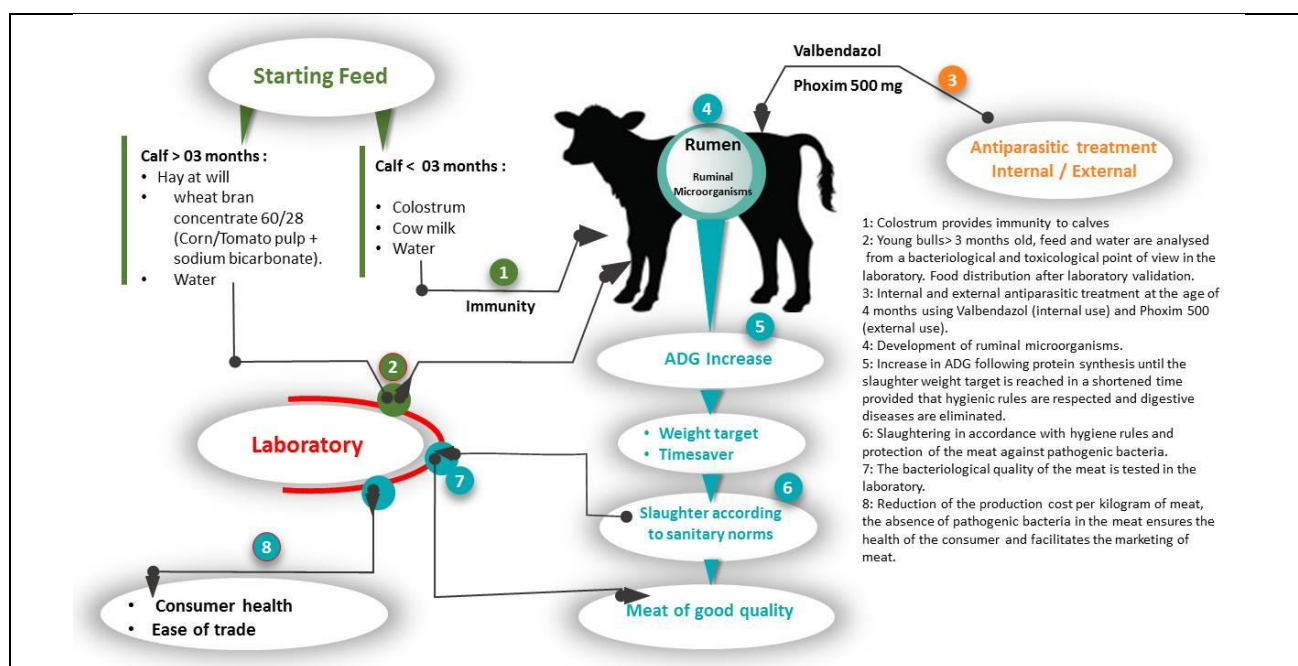 Starting Feed
Calf > 03 months :
• Hay at will
• wheat bran
concentrate 60/28
(Corn/Tomato pulp +
sodium bicarbonate).
• Water
Calf < 03 months :
• Colostrum
• Cow milk
• Water
1
Immunity
2
Laboratory
7
8
• Consumer health
• Ease of trade
4
Rumen
Ruminal
Microorganisms
5
ADG Increase
• Weight target
• Timesaver
6
Slaughter according
to sanitary norms
Meat of good quality
Valbendazol
Phoxim 500 mg
3
Antiparasitic treatment
Internal / External
1: Colostrum provides immunity to calves
2: Young bulls> 3 months old, feed and water are analysed
from a bacteriological and toxicological point of view in the
laboratory. Food distribution after laboratory validation.
3: Internal and external antiparasitic treatment at the age of
4 months using Valbendazol (internal use) and Phoxim 500
(external use).
4: Development of ruminal microorganisms.
5: Increase in ADG following protein synthesis until the
slaughter weight target is reached in a shortened time
provided that hygienic rules are respected and digestive
diseases are eliminated.
6: Slaughtering in accordance with hygiene rules and
protection of the meat against pathogenic bacteria.
7: The bacteriological quality of the meat is tested in the
laboratory.
8: Reduction of the production cost per kilogram of meat,
the absence of pathogenic bacteria in the meat ensures the
health of the consumer and facilitates the marketing of
meat.